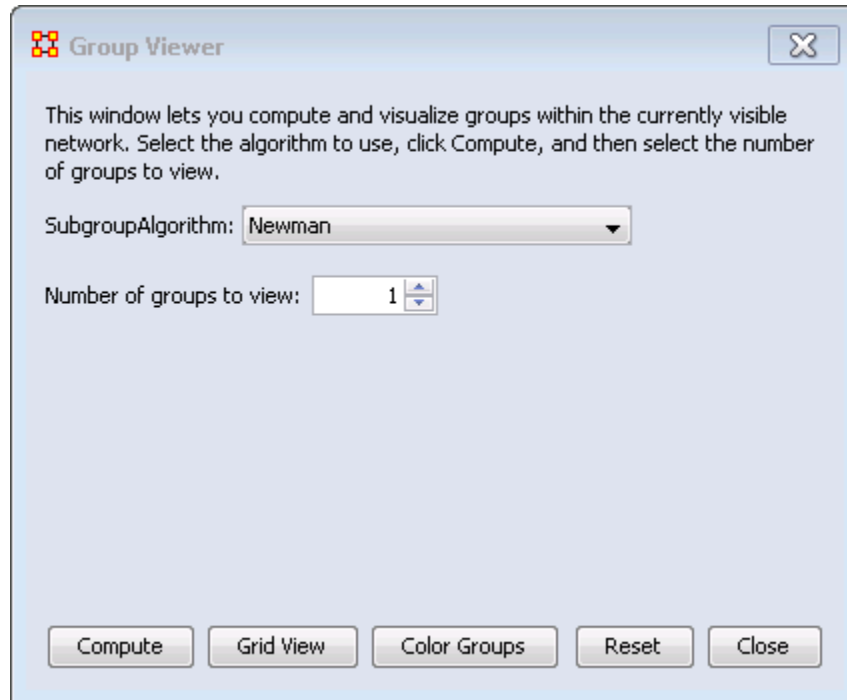 Group Viewer
This window lets you compute and visualize groups within the currently visible
network. Select the algorithm to use, click Compute, and then select the number
of groups to view.
SubgroupAlgorithm: Newman
Number of groups to view: 1
Compute Grid View Color Groups Reset Close